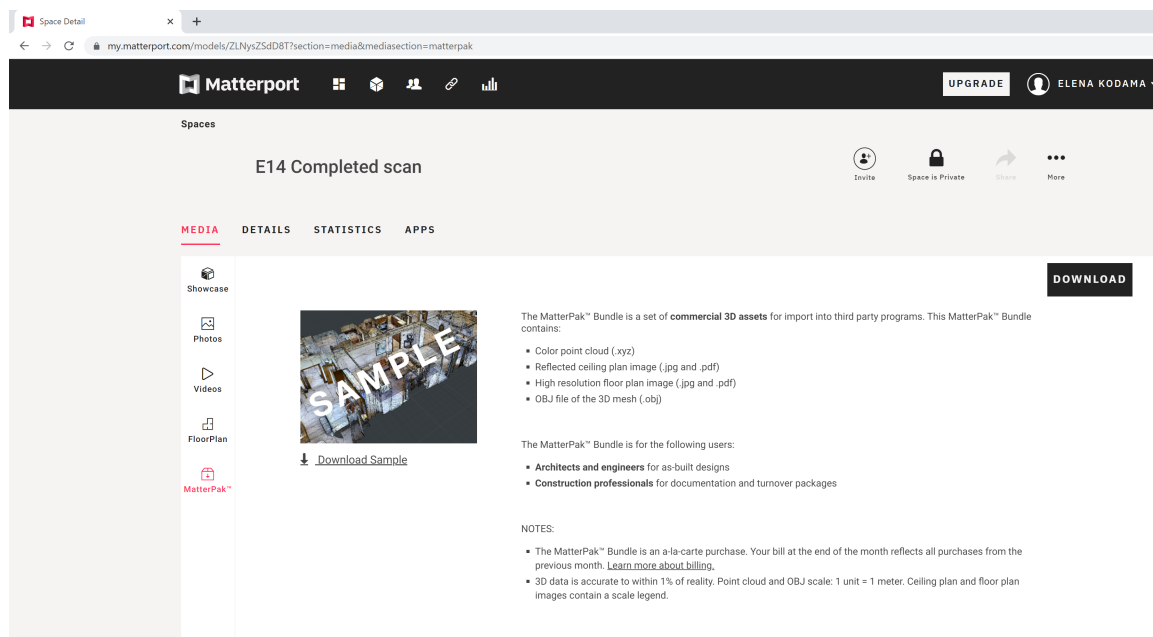 Space Detail
my.matterport.com/models/ZLNysZSdD8T?section=media&mediasection=matterpak
Matterport
UPGRADE
ELENA KODAMA
Spaces
E14 Completed scan
Invite
Space is Private
Share
More
MEDIA
DETAILS
STATISTICS
APPS
Showcase
Photos
Videos
FloorPlan
MatterPak™
DOWNLOAD
SAMPLE
Download Sample
The MatterPak™ Bundle is a set of commercial 3D assets for import into third party programs. This MatterPak™ Bundle
contains:
▪ Color point cloud (.xyz)
▪ Reflected ceiling plan image (.jpg and .pdf)
▪ High resolution floor plan image (.jpg and .pdf)
▪ OBJ file of the 3D mesh (.obj)
The MatterPak™ Bundle is for the following users:
▪ Architects and engineers for as-built designs
▪ Construction professionals for documentation and turnover packages
NOTES:
▪ The MatterPak™ Bundle is an a-la-carte purchase. Your bill at the end of the month reflects all purchases from the
previous month. Learn more about billing.
▪ 3D data is accurate to within 1% of reality. Point cloud and OBJ scale: 1 unit = 1 meter. Ceiling plan and floor plan
images contain a scale legend.